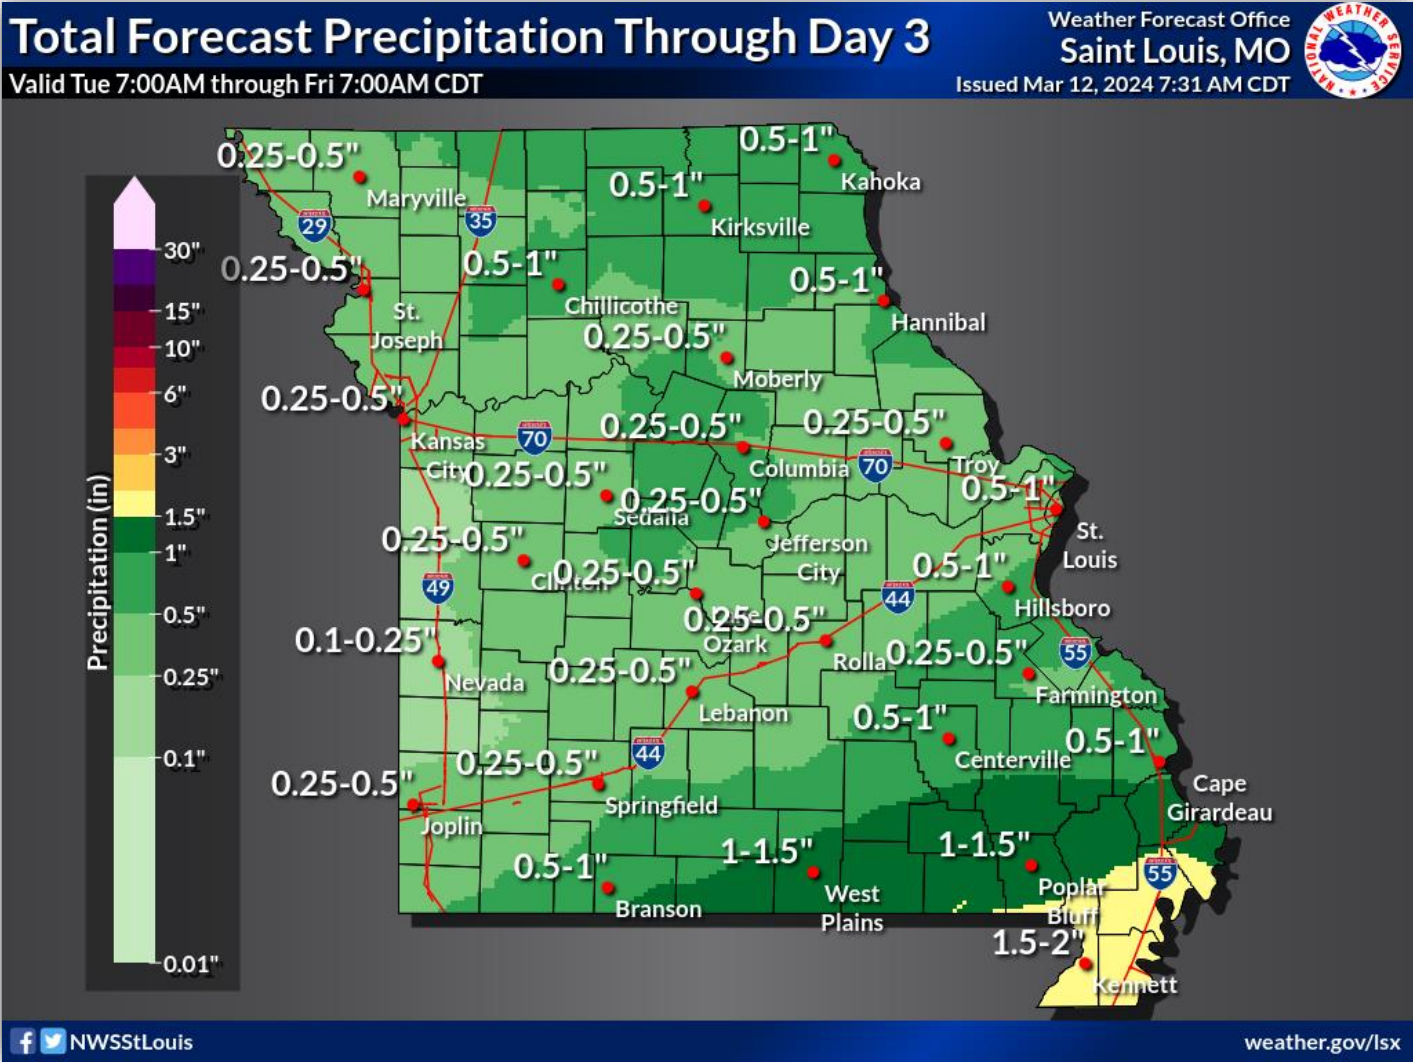 Total Forecast Precipitation Through Day 3
Valid Tue 7:00AM through Fri 7:00AM CDT
Weather Forecast Office
Saint Louis, MO
Issued Mar 12, 2024 7:31 AM CDT
NATIONAL WEATHER SERVICE
Precipitation (in)
30"
15"
10"
6"
3"
1.5"
1"
0.5"
0.25"
0.1"
0.01"
0.25-0.5"
Maryville
0.5-1"
Kahoka
0.5-1"
Kirksville
29
35
0.25-0.5"
St.
Joseph
0.5-1"
Chillicothe
0.5-1"
Hannibal
0.25-0.5"
Moberly
0.25-0.5"
Kansas
City
70
0.25-0.5"
Columbia
0.25-0.5"
Troy
70
0.25-0.5"
Sedalia
0.25-0.5"
Jefferson
City
0.5-1"
St.
Louis
0.25-0.5"
Clinton
0.25-0.5"
Ozark
49
44
0.5-1"
Hillsboro
0.1-0.25"
Nevada
0.25-0.5"
Rolla
0.25-0.5"
Farmington
55
0.25-0.5"
Lebanon
0.5-1"
Centerville
0.5-1"
Cape
Girardeau
44
0.25-0.5"
Springfield
0.25-0.5"
Joplin
0.5-1"
Branson
1-1.5"
West
Plains
1-1.5"
Poplar
Bluff
55
1.5-2"
Kennett
NWSStLouis
weather.gov/lsx